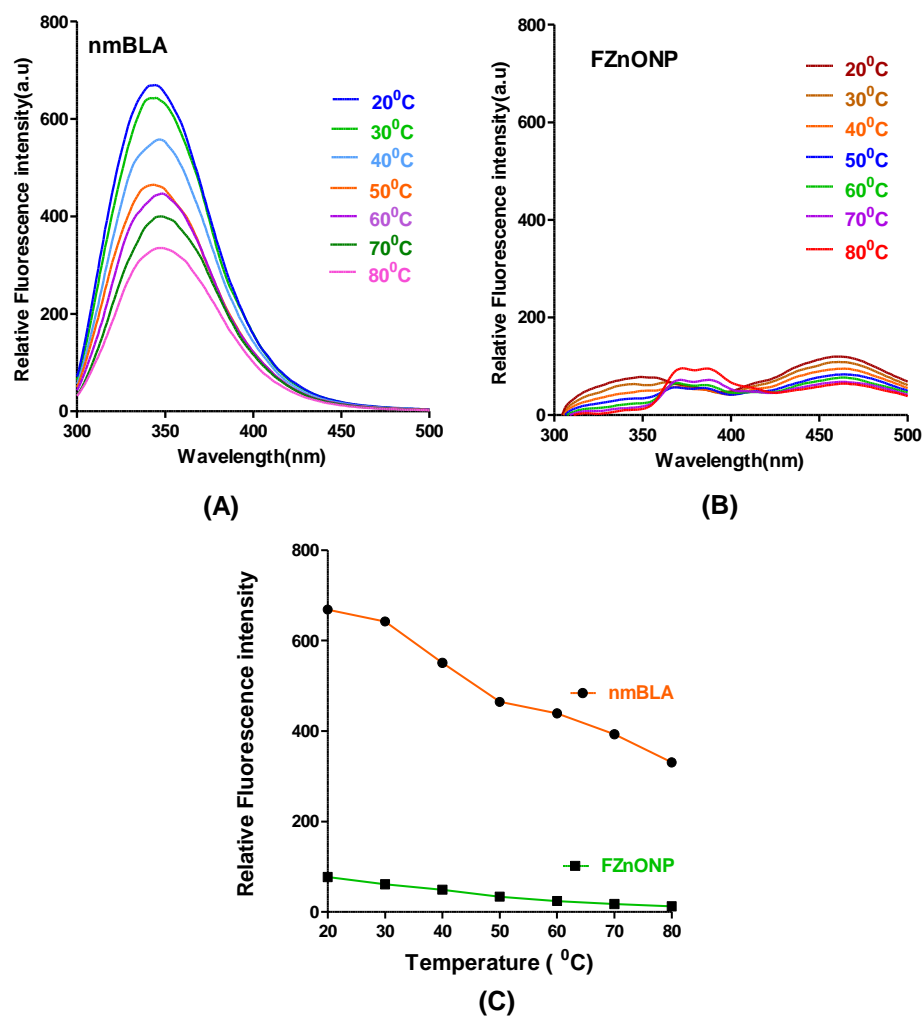 nmBLA
Relative Fluorescence intensity(a.u)
800
600
400
200
0
20⁰C
30⁰C
40⁰C
50⁰C
60⁰C
70⁰C
80⁰C
300 350 400 450 500
Wavelength(nm)
(A)
FZnONP
Relative Fluorescence intensity(a.u)
800
600
400
200
0
20⁰C
30⁰C
40⁰C
50⁰C
60⁰C
70⁰C
80⁰C
300 350 400 450 500
Wavelength(nm)
(B)
Relative Fluorescence intensity
800
600
400
200
0
nmBLA
FZnONP
20 30 40 50 60 70 80
Temperature ( ⁰C)
(C)